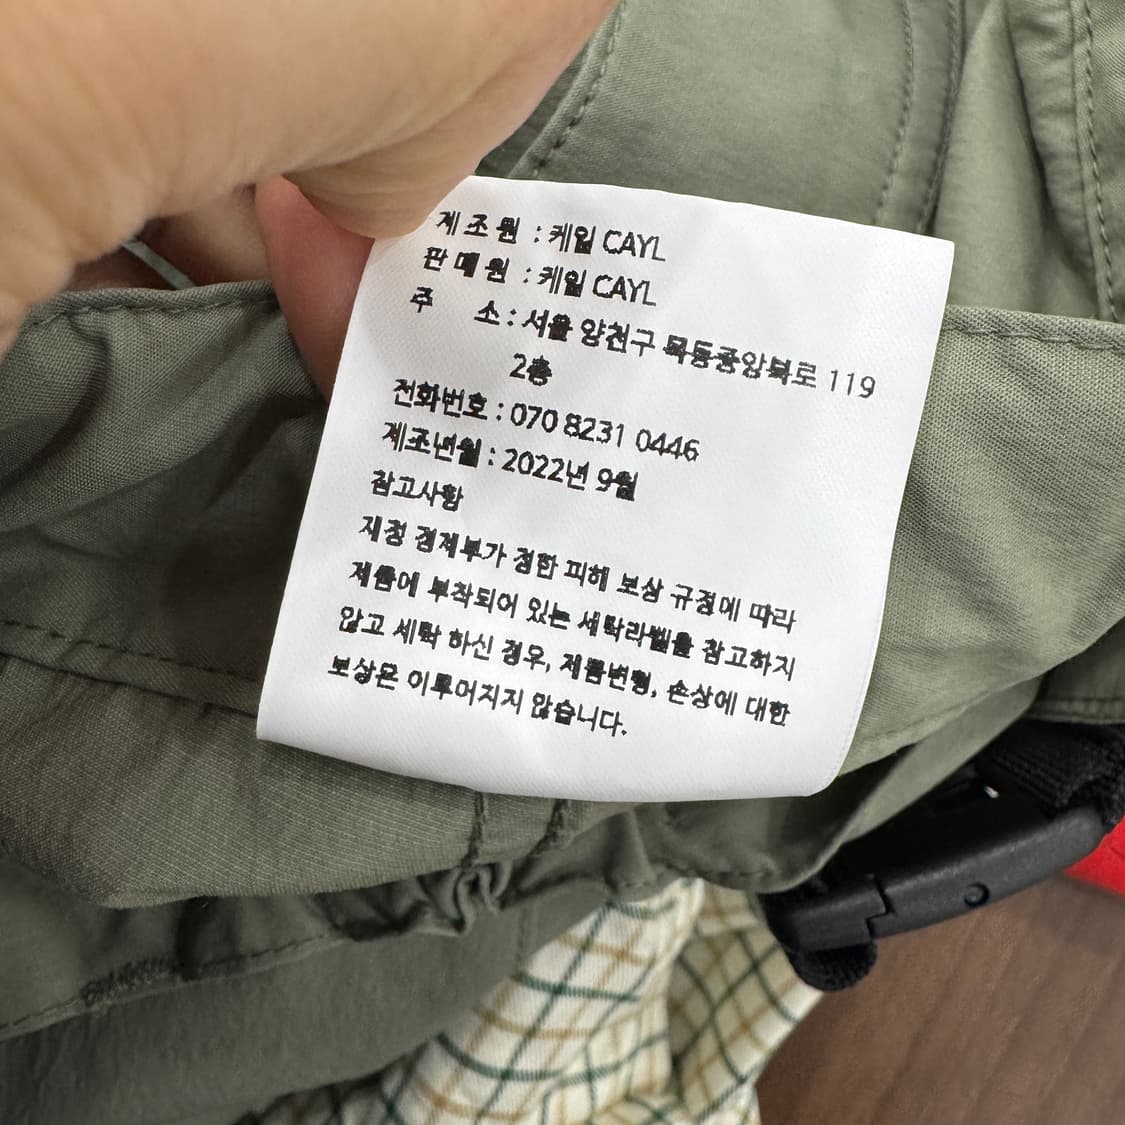 제조원 : 케일 CAYL
판매원 : 케일 CAYL
주 소 : 서울 양천구 목동중앙북로 119
2층
전화번호 : 070 8231 0446
제조년월 : 2022년 9월
참고사항
재정 경제부가 정한 피해 보상 규정에 따라
제품에 부착되어 있는 세탁라벨을 참고하지
않고 세탁 하신 경우, 제품변형, 손상에 대한
보상은 이루어지지 않습니다.